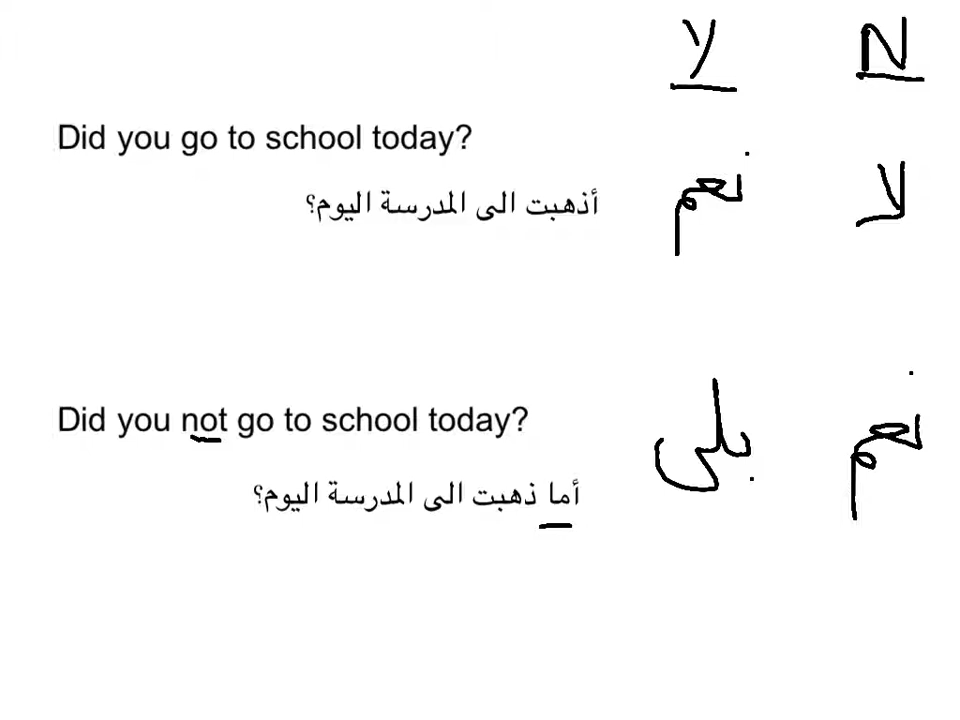 Y N
Did you go to school today?
أذهبت الى المدرسة اليوم؟ نعم لا
Did you not go to school today?
أما ذهبت الى المدرسة اليوم؟ بلى نعم